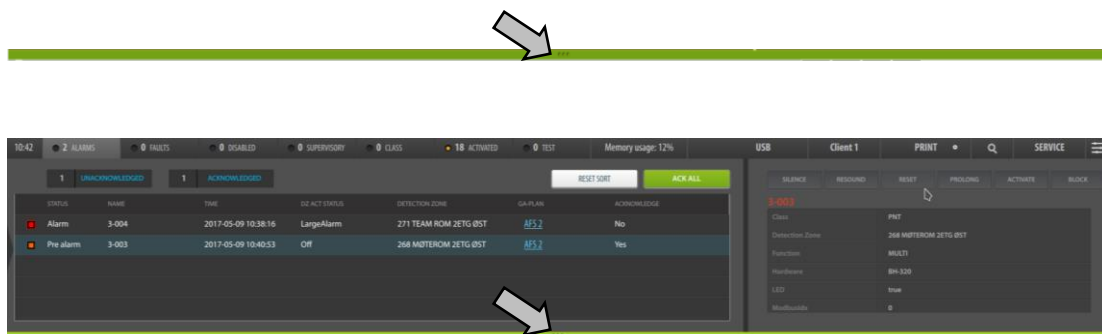 10:42 2 ALARMS 0 FAULTS 0 DISABLED 0 SUPERVISORY 0 CLASS 18 ACTIVATED 0 TEST Memory usage: 12% USB Client 1 PRINT SERVICE
1 UNACKNOWLEDGED 1 ACKNOWLEDGED RESET SORT ACK ALL SILENCE RESOUND RESET PROLONG ACTIVATE BLOCK
STATUS NAME TIME DZ ACT STATUS DETECTION ZONE GA-PLAN ACKNOWLEDGE
Alarm 3-004 2017-05-09 10:38:16 LargeAlarm 271 TEAM ROM 2ETG ØST AF5.2 No
Pre alarm 3-003 2017-05-09 10:40:53 Off 268 MØTEROM 2ETG ØST AF5.2 Yes
3-003
Class PNT
Detection Zone 268 MØTEROM 2ETG ØST
Function MULTI
Hardware BH-320
LED true
ModbusIdx 0